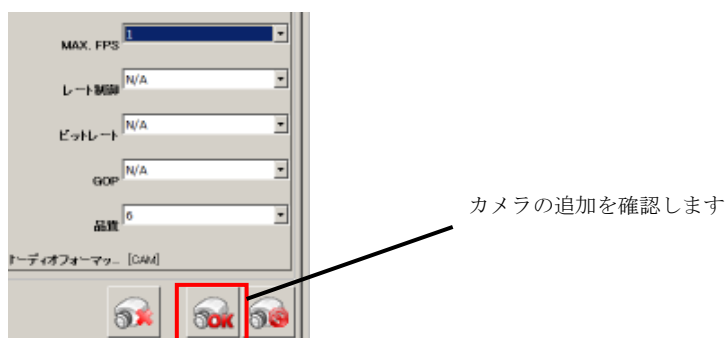 MAX. FPS 1
レート制御 N/A
ビットレート N/A
GOP N/A
品質 6
カメラの追加を確認します
オーディオフォーマッ... [CAM]
OK